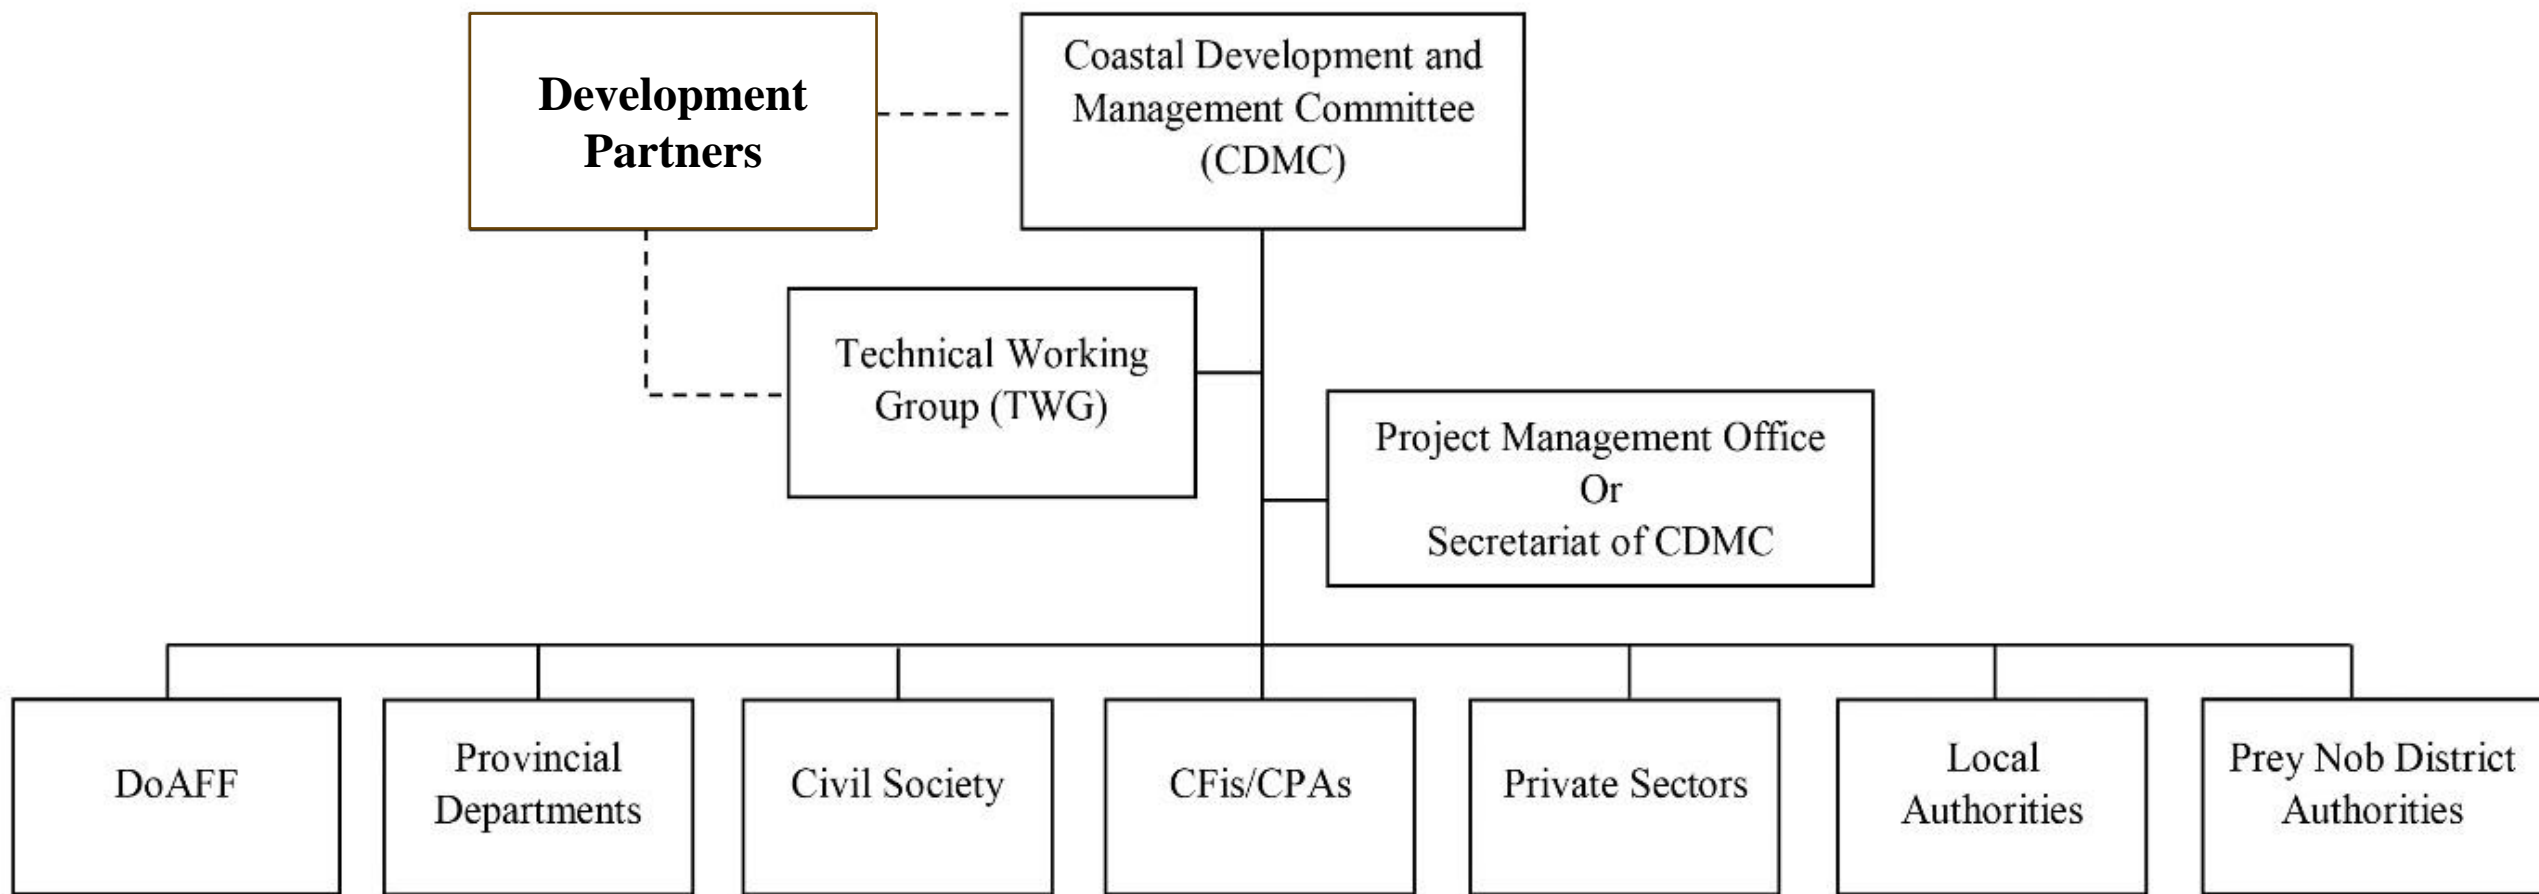 Development
Partners
Coastal Development and
Management Committee
(CDMC)
Technical Working
Group (TWG)
Project Management Office
Or
Secretariat of CDMC
DoAFF
Provincial
Departments
Civil Society
CFis/CPAs
Private Sectors
Local
Authorities
Prey Nob District
Authorities